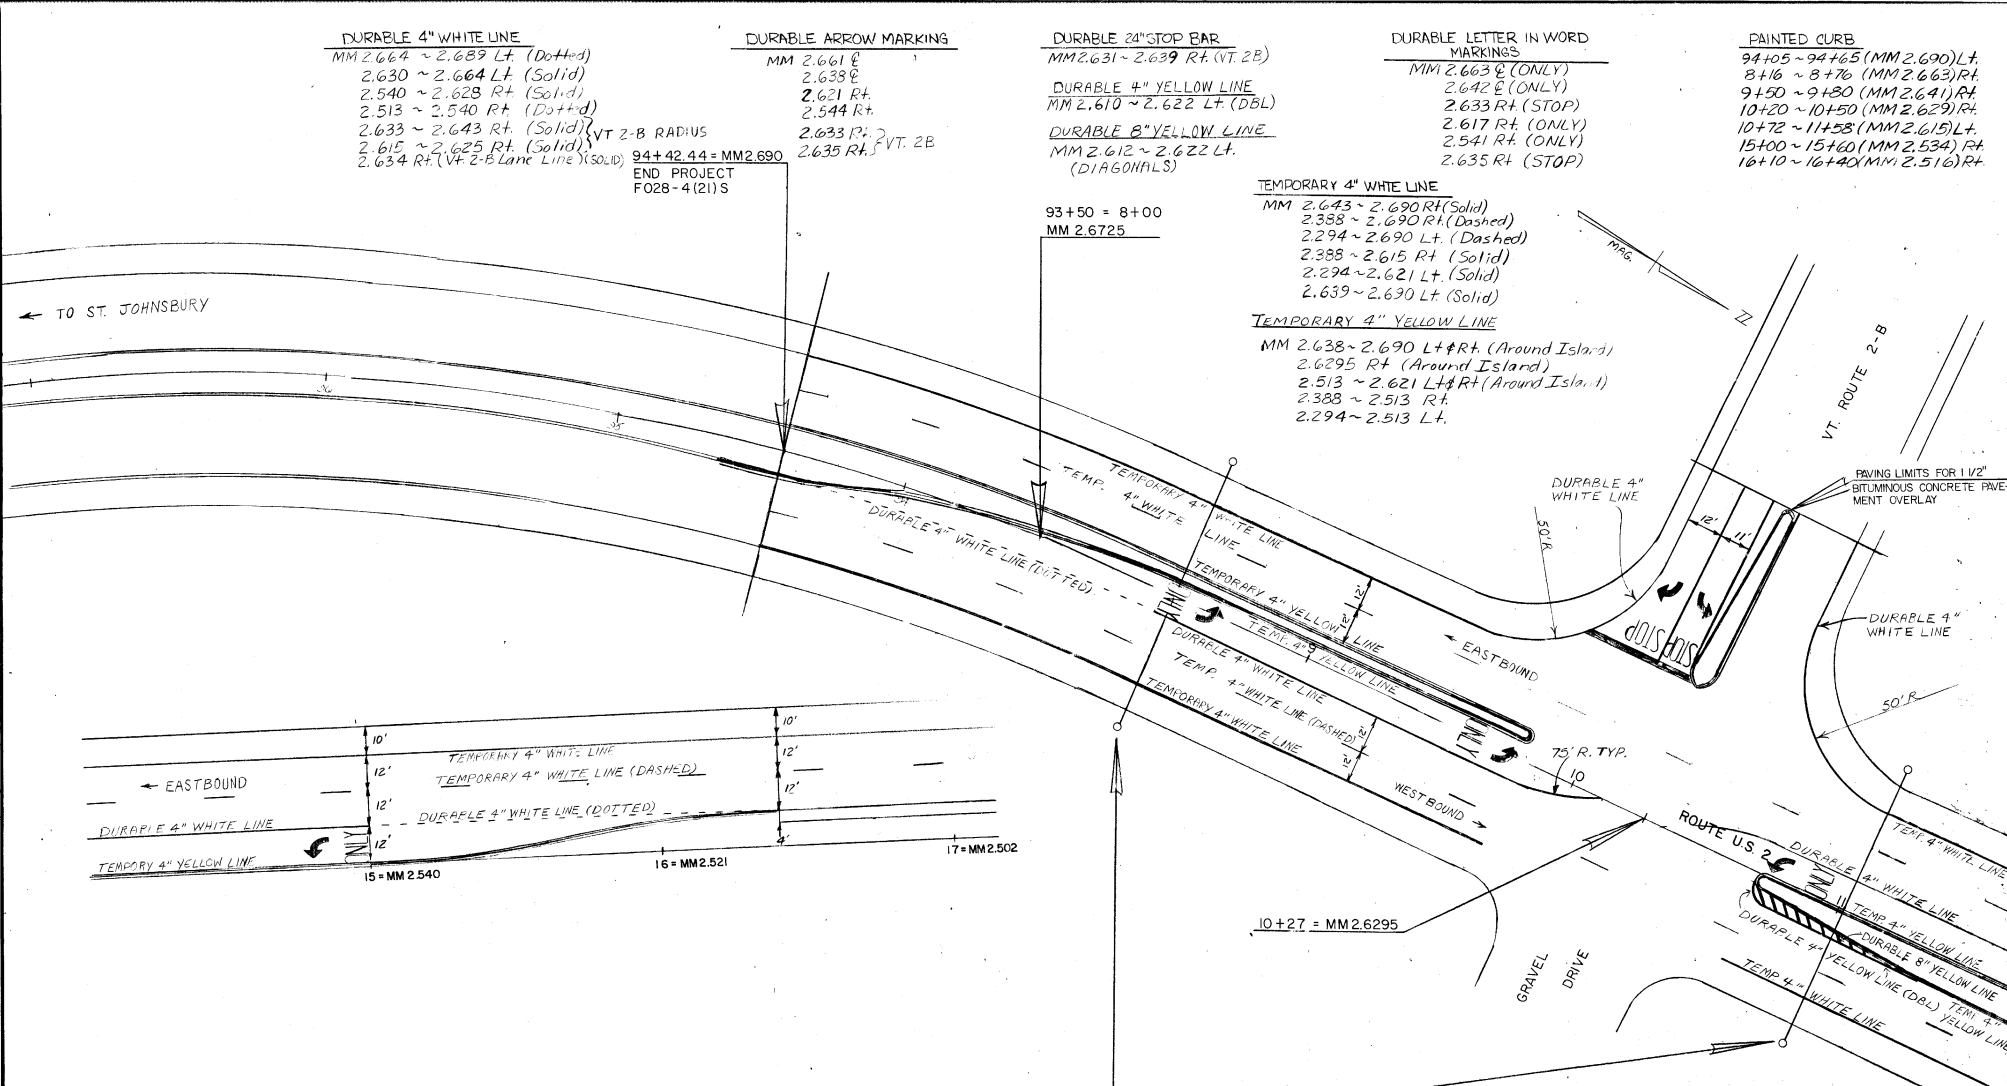 DURABLE 4" WHITE LINE
MM 2.664 ~ 2.689 Lt. (Dotted)
2.630 ~ 2.664 Lt. (Solid)
2.540 ~ 2.628 Rt. (Solid)
2.513 ~ 2.540 Rt. (Dotted)
2.633 ~ 2.643 Rt. (Solid)
2.615 ~ 2.625 Rt. (Solid)
VT 2-B RADIUS
2.634 Rt. (Vt. 2-B Lane Line) (SOLID)
DURABLE ARROW MARKING
MM 2.661 ℄
2.638 ℄
2.621 Rt.
2.544 Rt.
2.633 Rt.
2.635 Rt.
VT. 2B
DURABLE 24" STOP BAR
MM 2.631 ~ 2.639 Rt. (VT. 2B)
DURABLE 4" YELLOW LINE
MM 2.610 ~ 2.622 Lt. (DBL)
DURABLE 8" YELLOW LINE
MM 2.612 ~ 2.622 Lt.
(DIAGONALS)
DURABLE LETTER IN WORD
MARKINGS
MM 2.663 ℄ (ONLY)
2.642 ℄ (ONLY)
2.633 Rt. (STOP)
2.617 Rt. (ONLY)
2.541 Rt. (ONLY)
2.635 Rt (STOP)
PAINTED CURB
94+05 ~ 94+65 (MM 2.690) Lt.
8+16 ~ 8+76 (MM 2.663) Rt.
9+50 ~ 9+80 (MM 2.641) Rt.
10+20 ~ 10+50 (MM 2.629) Rt.
10+72 ~ 11+58 (MM 2.615) Lt.
15+00 ~ 15+60 (MM 2.534) Rt.
16+10 ~ 16+40 (MM 2.516) Rt.
94+42.44 = MM2.690
END PROJECT
F028-4(21)S
93+50 = 8+00
MM 2.6725
TEMPORARY 4" WHTE LINE
MM 2.643 ~ 2.690 Rt (Solid)
2.388 ~ 2.690 Rt. (Dashed)
2.294 ~ 2.690 Lt. (Dashed)
2.388 ~ 2.615 Rt (Solid)
2.294 ~ 2.621 Lt. (Solid)
2.639 ~ 2.690 Lt. (Solid)
TEMPORARY 4" YELLOW LINE
MM 2.638 ~ 2.690 Lt & Rt. (Around Island)
2.6295 Rt (Around Island)
2.513 ~ 2.621 Lt & Rt (Around Island)
2.388 ~ 2.513 Rt.
2.294 ~ 2.513 Lt.
MAG.
N
VT. ROUTE 2-B
← TO ST. JOHNSBURY
96
95
94
PAVING LIMITS FOR 1 1/2"
BITUMINOUS CONCRETE PAVE-
MENT OVERLAY
DURABLE 4"
WHITE LINE
50'R
12'
11'
STOP
STOP
DURABLE 4"
WHITE LINE
50' R
TEMPORARY 4" WHITE LINE
TEMP. 4" WHITE LINE
DURABLE 4" WHITE LINE (DOTTED)
TEMPORARY 4" YELLOW LINE
TEMP. 4" YELLOW LINE
9
12'
12'
ONLY
← EASTBOUND
DURABLE 4" WHITE LINE
TEMP. 4" WHITE LINE (DASHED)
TEMPORARY 4" WHITE LINE
12'
12'
ONLY
75' R. TYP.
10
WESTBOUND →
ROUTE U.S. 2
10+27 = MM 2.6295
GRAVEL
DRIVE
ONLY
11
TEMP. 4" WHITE LINE
DURABLE 4" WHITE LINE
TEMP. 4" YELLOW LINE
DURABLE 8" YELLOW LINE
DURABLE 4" YELLOW LINE (DBL)
TEMP. 4" YELLOW LINE
TEMP 4" WHITE LINE
10'
10'
TEMPORARY 4" WHITE LINE
12'
12'
TEMPORARY 4" WHITE LINE (DASHED)
← EASTBOUND
12'
12'
DURABLE 4" WHITE LINE (DOTTED)
DURABLE 4" WHITE LINE
ONLY
12'
4'
TEMPORY 4" YELLOW LINE
15 = MM 2.540
16 = MM 2.521
17 = MM 2.502